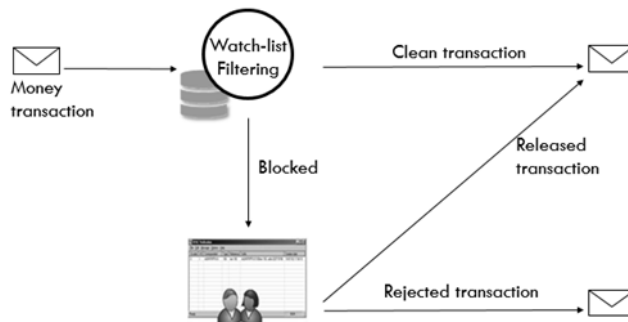 Watch-list
Filtering
Clean transaction
Money
transaction
Released
transaction
Blocked
Rejected transaction